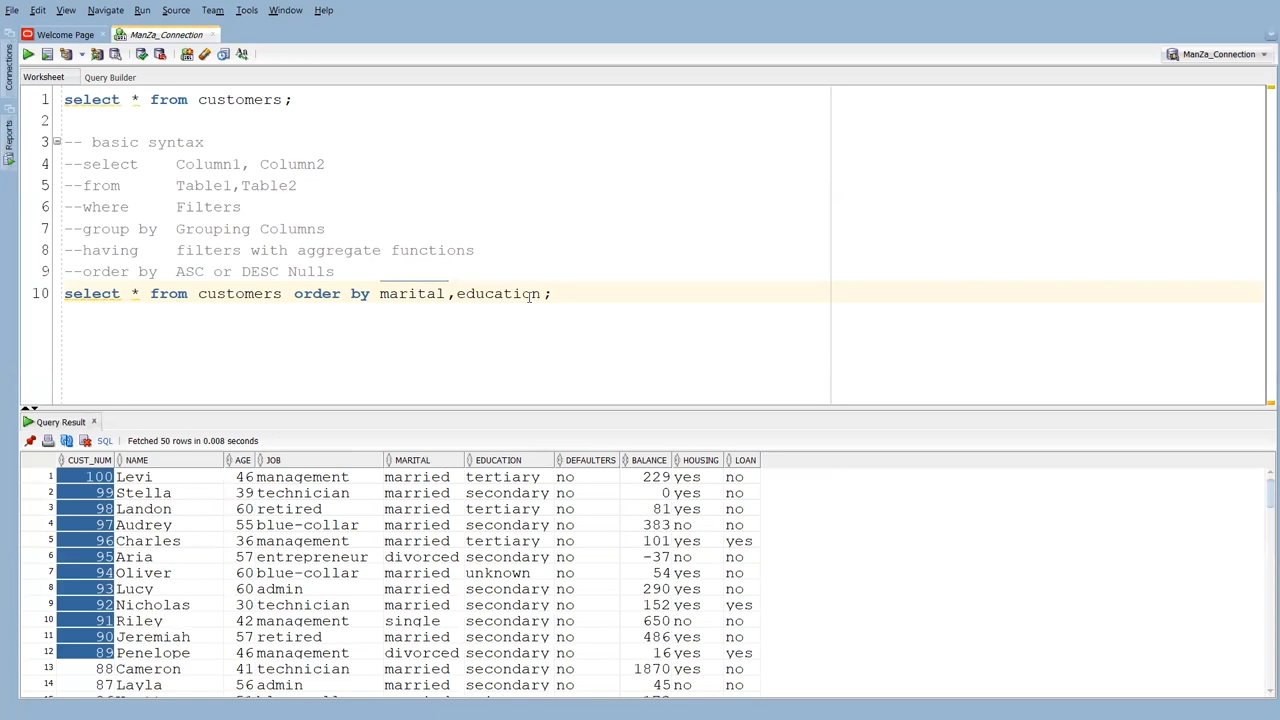 File Edit View Navigate Run Source Team Tools Window Help
Welcome Page ManZa_Connection
ManZa_Connection
Connections
Reports
Worksheet Query Builder
1 select * from customers;
2
3 -- basic syntax
4 --select Column1, Column2
5 --from Table1,Table2
6 --where Filters
7 --group by Grouping Columns
8 --having filters with aggregate functions
9 --order by ASC or DESC Nulls
10 select * from customers order by marital,education;
Query Result
SQL Fetched 50 rows in 0.008 seconds
CUST_NUM NAME AGE JOB MARITAL EDUCATION DEFAULTERS BALANCE HOUSING LOAN
1 100 Levi 46 management married tertiary no 229 yes no
2 99 Stella 39 technician married secondary no 0 yes no
3 98 Landon 60 retired married tertiary no 81 yes no
4 97 Audrey 55 blue-collar married secondary no 383 no no
5 96 Charles 36 management married tertiary no 101 yes yes
6 95 Aria 57 entrepreneur divorced secondary no -37 no no
7 94 Oliver 60 blue-collar married unknown no 54 yes no
8 93 Lucy 60 admin married secondary no 290 yes no
9 92 Nicholas 30 technician married secondary no 152 yes yes
10 91 Riley 42 management single secondary no 650 no no
11 90 Jeremiah 57 retired married secondary no 486 yes no
12 89 Penelope 46 management divorced secondary no 16 yes yes
13 88 Cameron 41 technician married secondary no 1870 yes no
14 87 Layla 56 admin married secondary no 45 no no